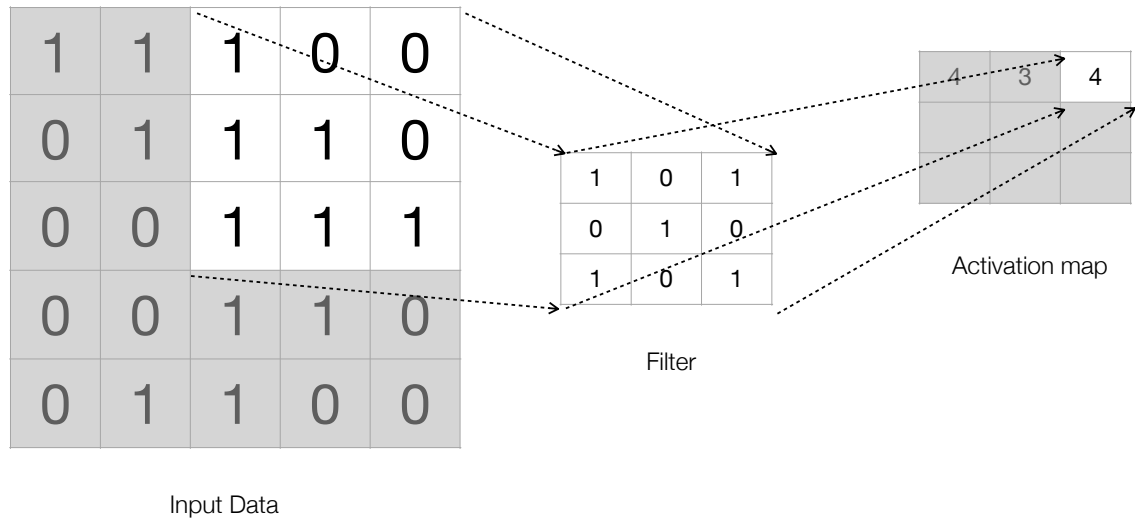 1 1 1 0 0
0 1 1 1 0
0 0 1 1 1
0 0 1 1 0
0 1 1 0 0
Input Data
1 0 1
0 1 0
1 0 1
Filter
4 3 4
Activation map